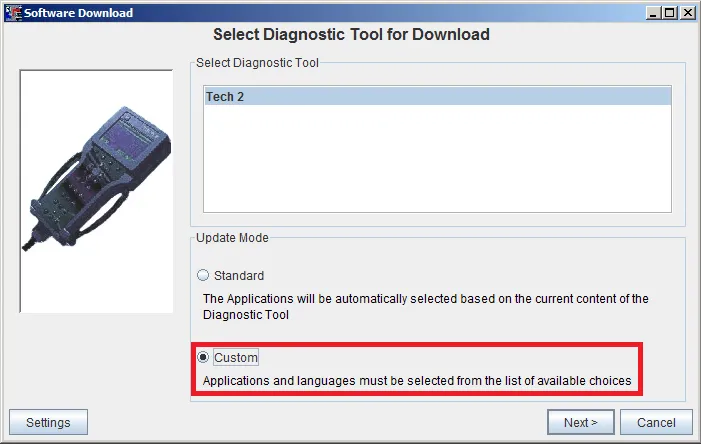 Software Download
Select Diagnostic Tool for Download
Select Diagnostic Tool
Tech 2
Update Mode
Standard
The Applications will be automatically selected based on the current content of the
Diagnostic Tool
Custom
Applications and languages must be selected from the list of available choices
Settings
Next >
Cancel